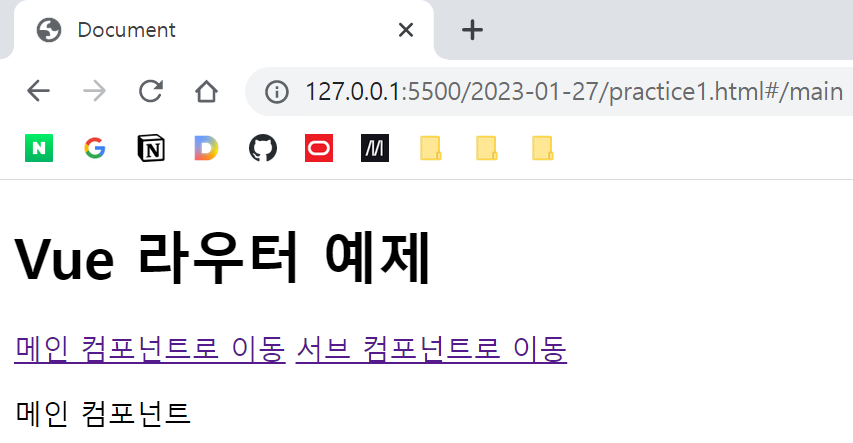 Document
127.0.0.1:5500/2023-01-27/practice1.html#/main
Vue 라우터 예제
메인 컴포넌트로 이동 서브 컴포넌트로 이동
메인 컴포넌트